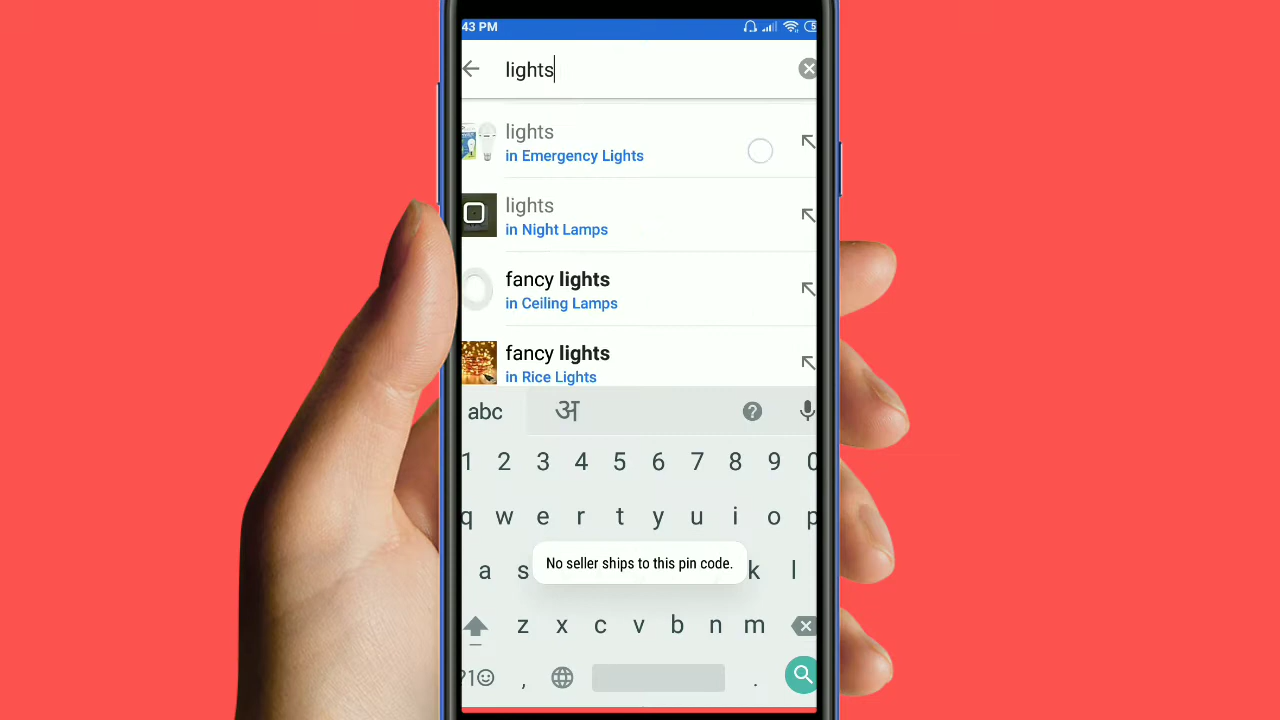 43 PM
lights
lights
in Emergency Lights
lights
in Night Lamps
fancy lights
in Ceiling Lamps
fancy lights
in Rice Lights
abc अ ?
1 2 3 4 5 6 7 8 9 0
q w e r t y u i o p
a s k l
No seller ships to this pin code.
z x c v b n m
?1 , .